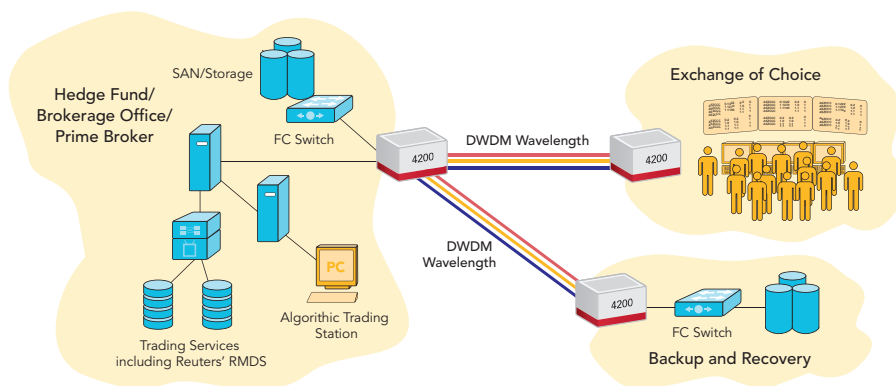 SAN/Storage
Hedge Fund/
Brokerage Office/
Prime Broker
FC Switch
4200
DWDM Wavelength
4200
Exchange of Choice
DWDM
Wavelength
PC
Algorithic Trading
Station
Trading Services
including Reuters' RMDS
4200
FC Switch
Backup and Recovery